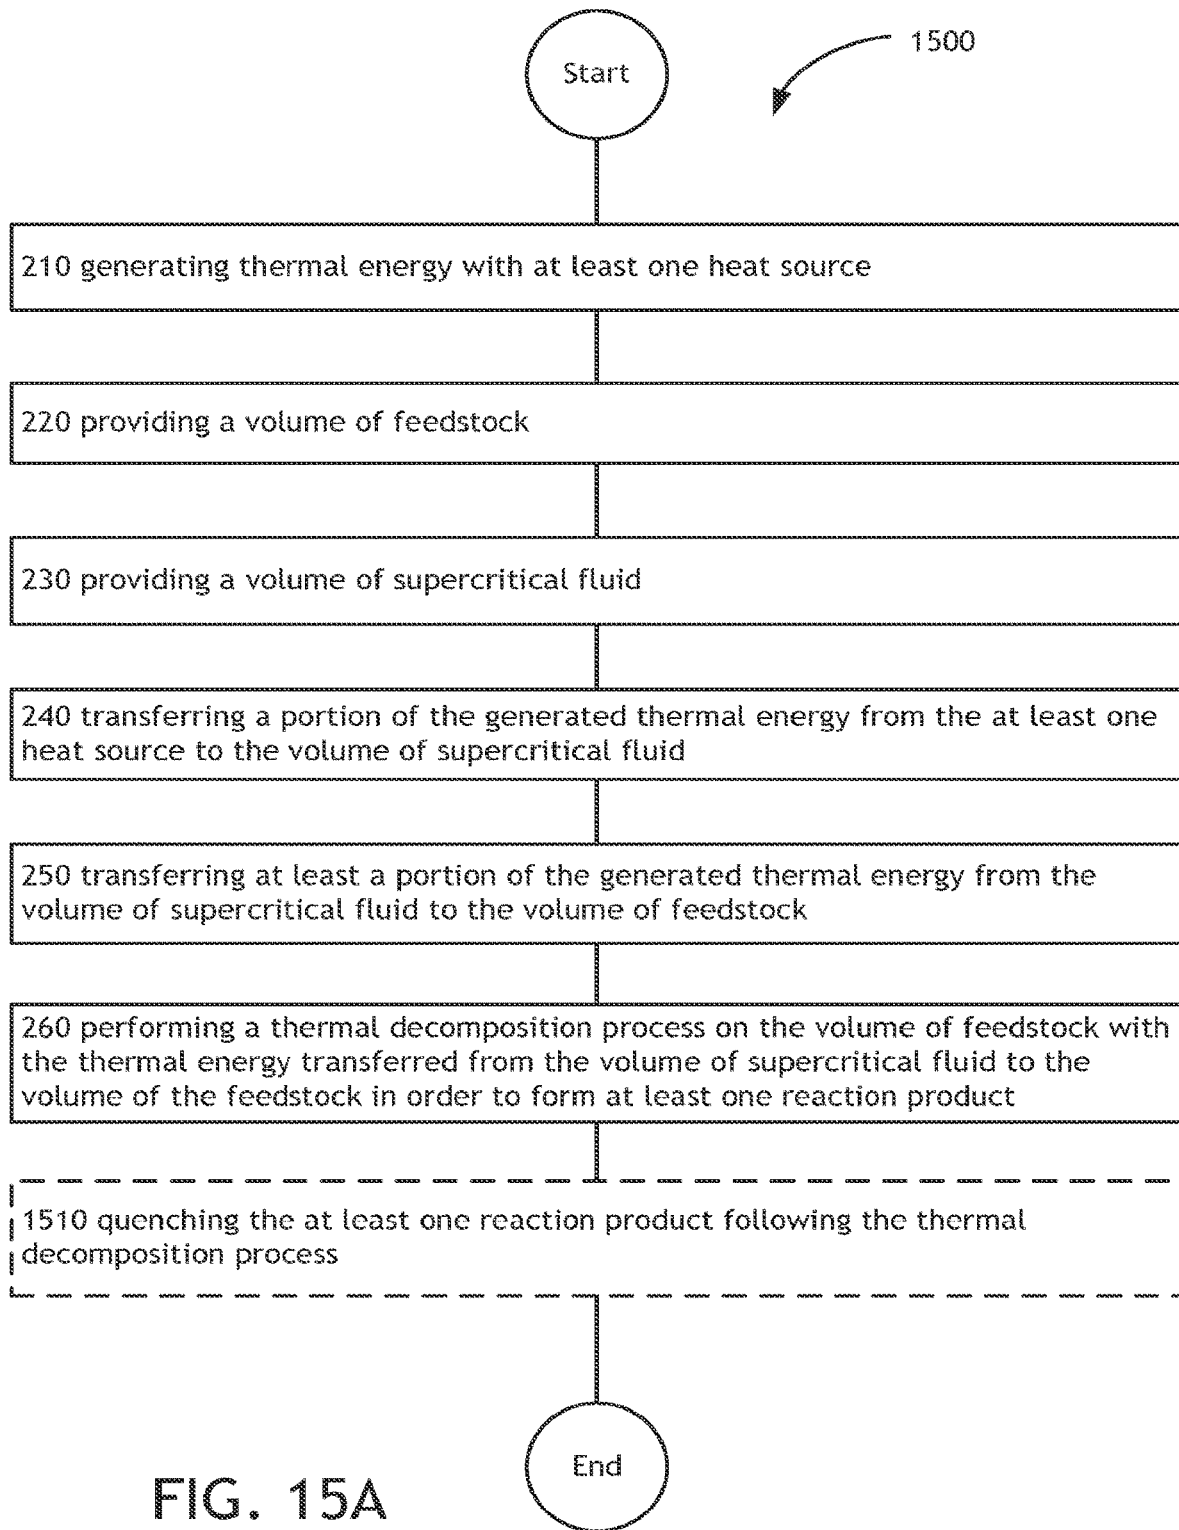 Start
1500
210 generating thermal energy with at least one heat source
220 providing a volume of feedstock
230 providing a volume of supercritical fluid
240 transferring a portion of the generated thermal energy from the at least one
heat source to the volume of supercritical fluid
250 transferring at least a portion of the generated thermal energy from the
volume of supercritical fluid to the volume of feedstock
260 performing a thermal decomposition process on the volume of feedstock with
the thermal energy transferred from the volume of supercritical fluid to the
volume of the feedstock in order to form at least one reaction product
1510 quenching the at least one reaction product following the thermal
decomposition process
End
FIG. 15A